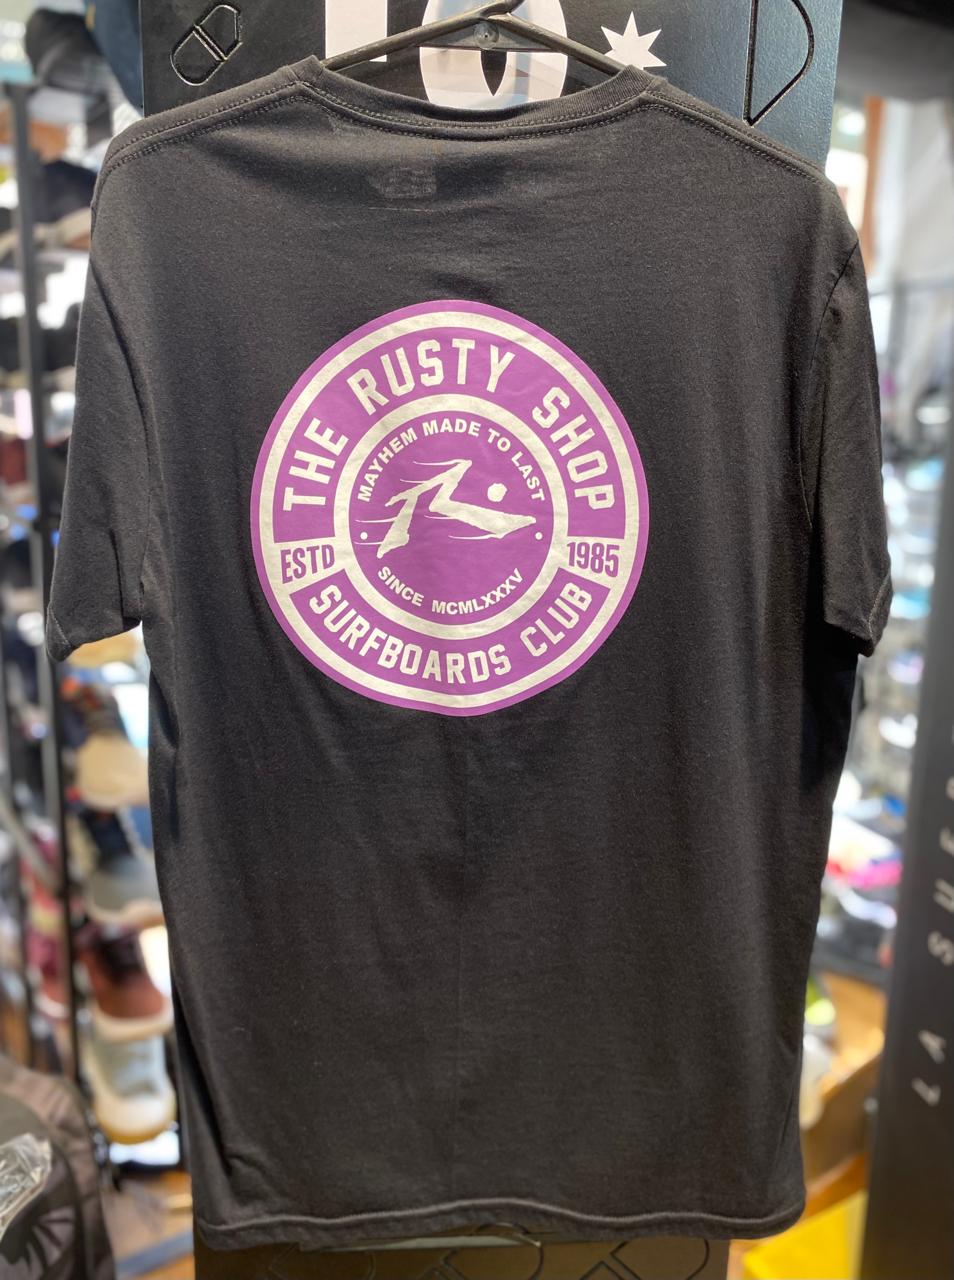 THE RUSTY SHOP
MAYHEM MADE TO LAST
ESTD
1985
SINCE MCMLXXXV
SURFBOARDS CLUB